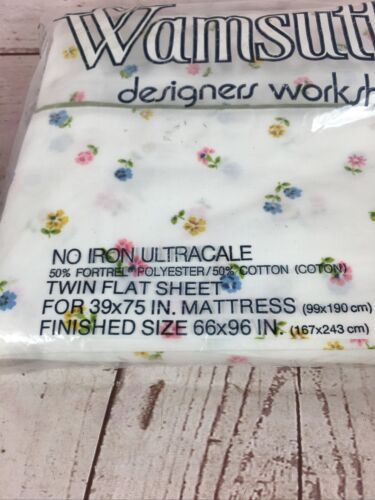 Wamsutt
designers worksh
NO IRON ULTRACALE
50% FORTREL® POLYESTER/50% COTTON (COTON)
TWIN FLAT SHEET
FOR 39x75 IN. MATTRESS (99x190 cm)
FINISHED SIZE 66x96 IN. (167x243 cm)